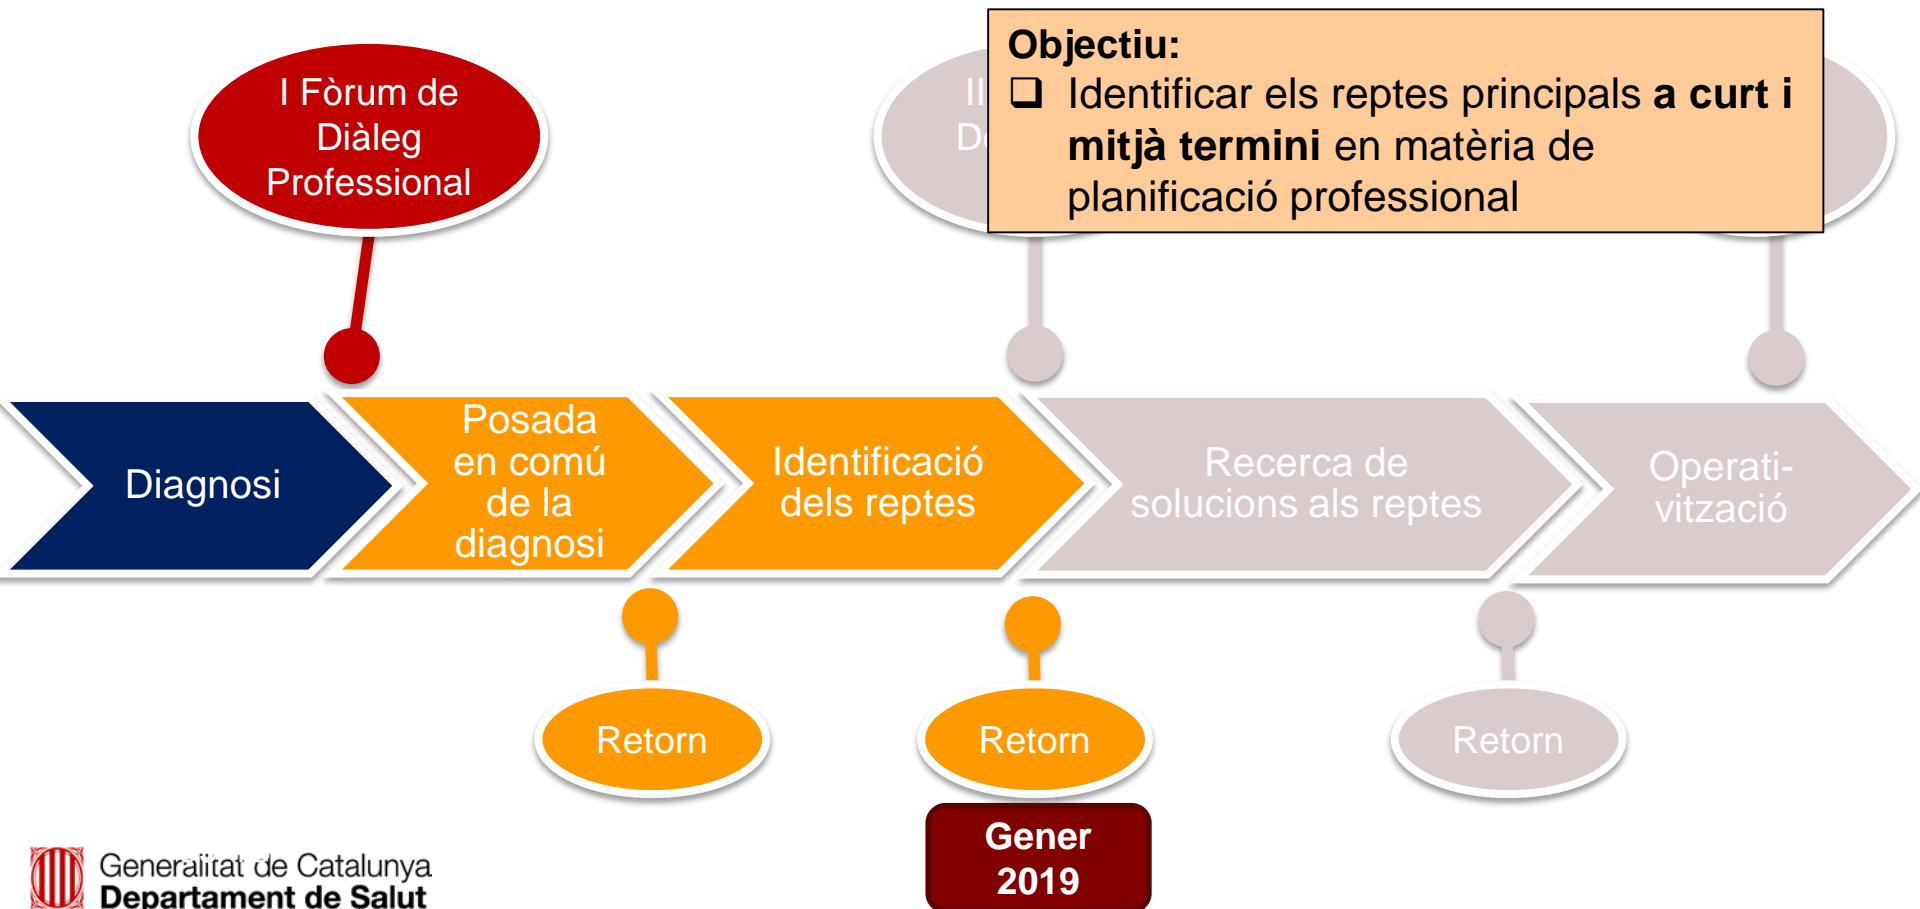 I Fòrum de
Diàleg
Professional
Objectiu:
Identificar els reptes principals a curt i
mitjà termini en matèria de
planificació professional
Diagnosi
Posada
en comú
de la
diagnosi
Identificació
dels reptes
Recerca de
solucions als reptes
Operati-
vització
Retorn
Retorn
Retorn
Gener
2019
Generalitat de Catalunya
Departament de Salut